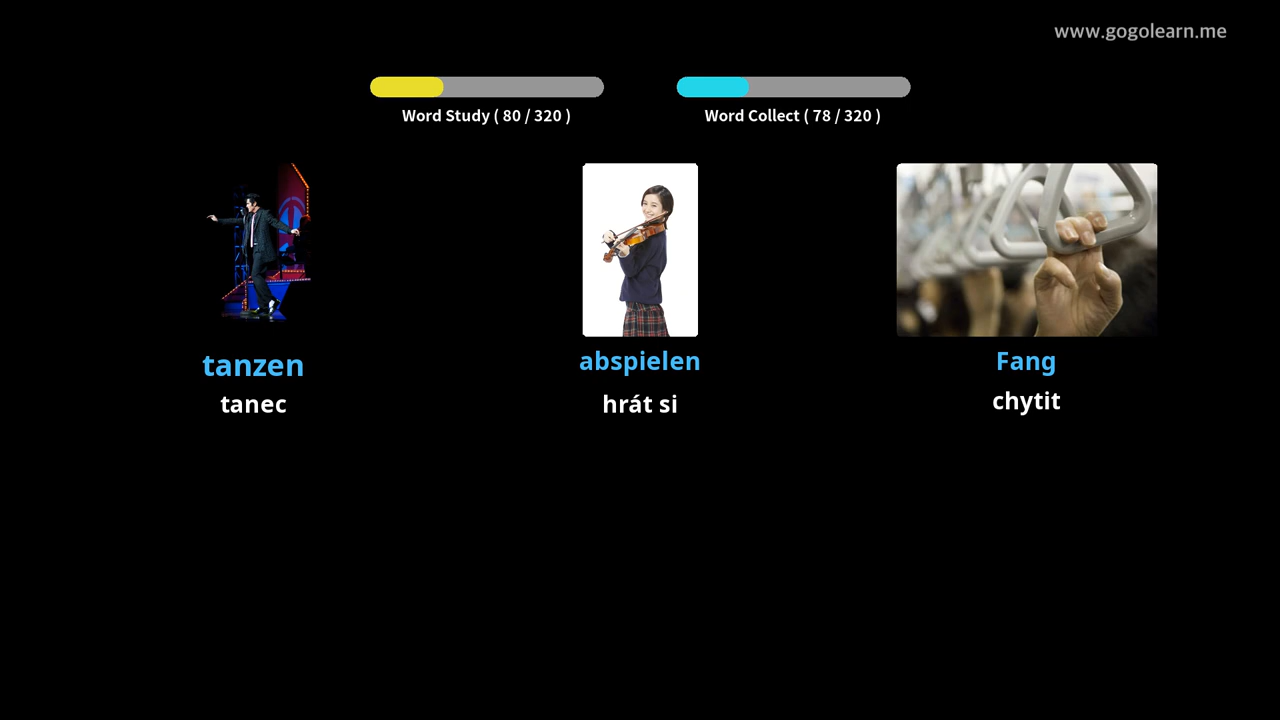 www.gogolearn.me
Word Study ( 80 / 320 )
Word Collect ( 78 / 320 )
tanzen
tanec
abspielen
hrát si
Fang
chytit